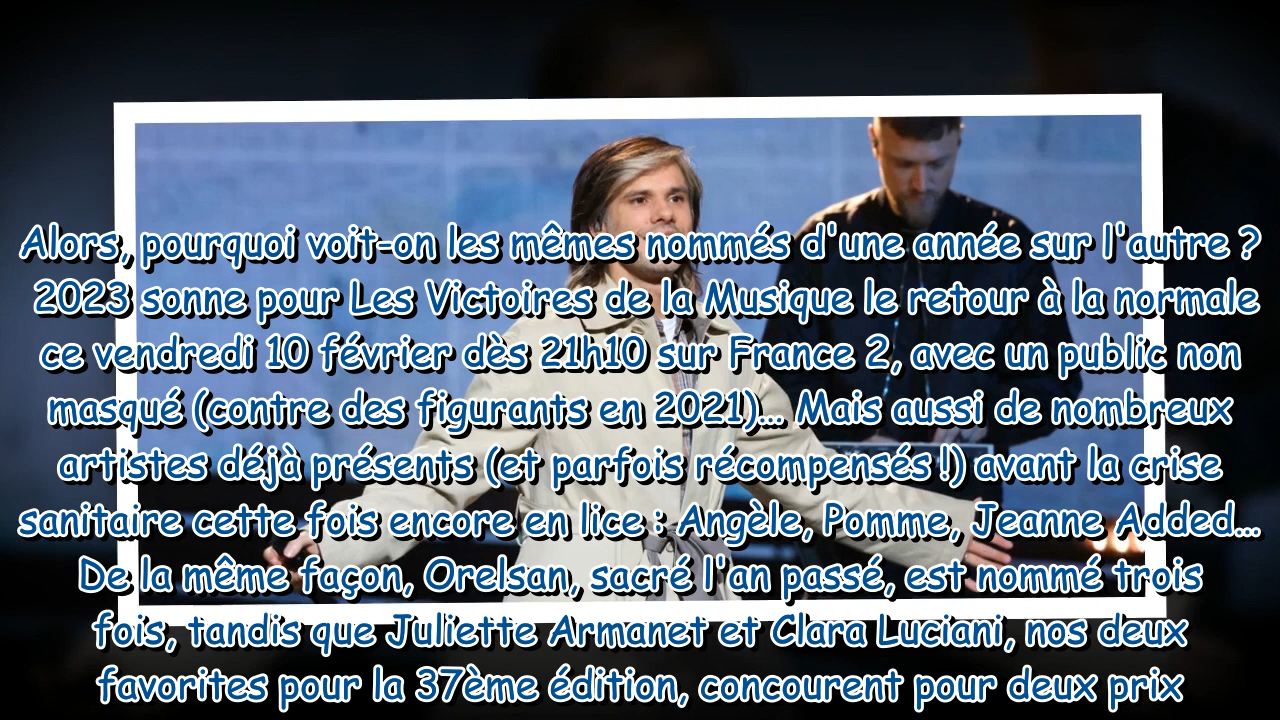 Alors, pourquoi voit-on les mêmes nommés d'une année sur l'autre ?
2023 sonne pour Les Victoires de la Musique le retour à la normale
ce vendredi 10 février dès 21h10 sur France 2, avec un public non
masqué (contre des figurants en 2021)... Mais aussi de nombreux
artistes déjà présents (et parfois récompensés !) avant la crise
sanitaire cette fois encore en lice : Angèle, Pomme, Jeanne Added...
De la même façon, Orelsan, sacré l'an passé, est nommé trois
fois, tandis que Juliette Armanet et Clara Luciani, nos deux
favorites pour la 37ème édition, concourent pour deux prix